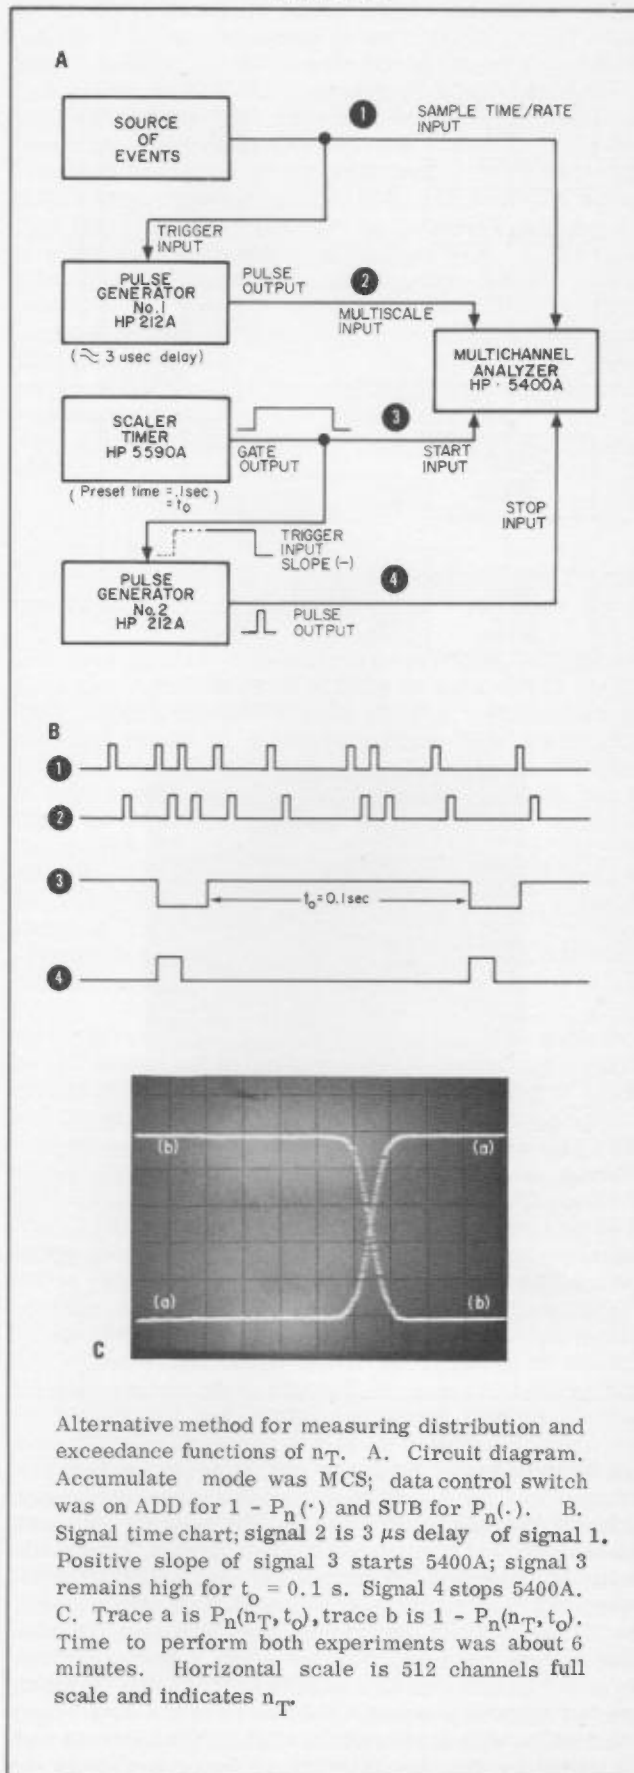 A
SOURCE
OF
EVENTS
1
SAMPLE TIME/RATE
INPUT
TRIGGER
INPUT
PULSE
GENERATOR
No.1
HP 212A
(≈ 3 usec delay)
PULSE
OUTPUT
2
MULTISCALE
INPUT
MULTICHANNEL
ANALYZER
HP · 5400A
SCALER
TIMER
HP 5590A
(Preset time = .1sec
= to)
GATE
OUTPUT
3
START
INPUT
STOP
INPUT
TRIGGER
INPUT
SLOPE (-)
PULSE
GENERATOR
No.2
HP 212A
4
PULSE
OUTPUT
B
1
2
3
to = 0.1sec
4
(b)
(a)
(a)
(b)
C
Alternative method for measuring distribution and
exceedance functions of nT. A. Circuit diagram.
Accumulate mode was MCS; data control switch
was on ADD for 1 - Pn(·) and SUB for Pn(.). B.
Signal time chart; signal 2 is 3 μs delay of signal 1.
Positive slope of signal 3 starts 5400A; signal 3
remains high for to = 0.1 s. Signal 4 stops 5400A.
C. Trace a is Pn(nT, to), trace b is 1 - Pn(nT, to).
Time to perform both experiments was about 6
minutes. Horizontal scale is 512 channels full
scale and indicates nT.